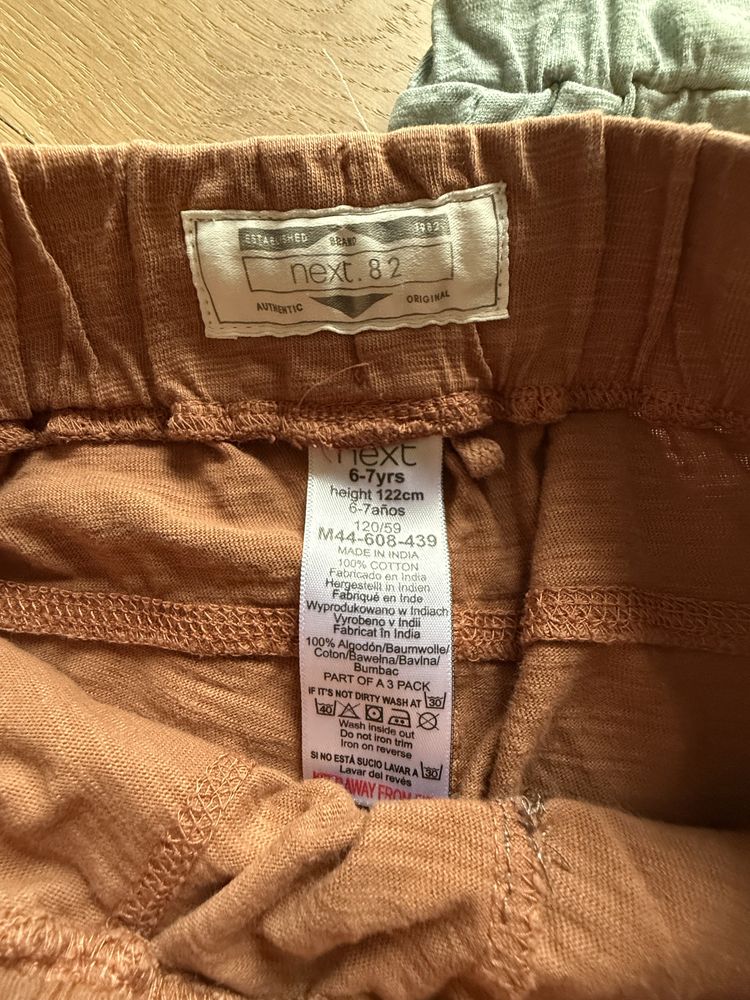 ESTABLISHED BRAND 1982
next.82
AUTHENTIC ORIGINAL
next
6-7yrs
height 122cm
6-7años
120/59
M44-608-439
MADE IN INDIA
100% COTTON
Fabricado en India
Hergestellt in Indien
Fabriqué en Inde
Wyprodukowano w Indiach
Vyrobeno v Indii
Fabricat în India
100% Algodón/Baumwolle/
Coton/Bawełna/Bavlna/
Bumbac
PART OF A 3 PACK
IF IT'S NOT DIRTY WASH AT 30
40
Wash inside out
Do not iron trim
Iron on reverse
SI NO ESTÁ SUCIO LAVAR A 30
Lavar del revés
AWAY FROM